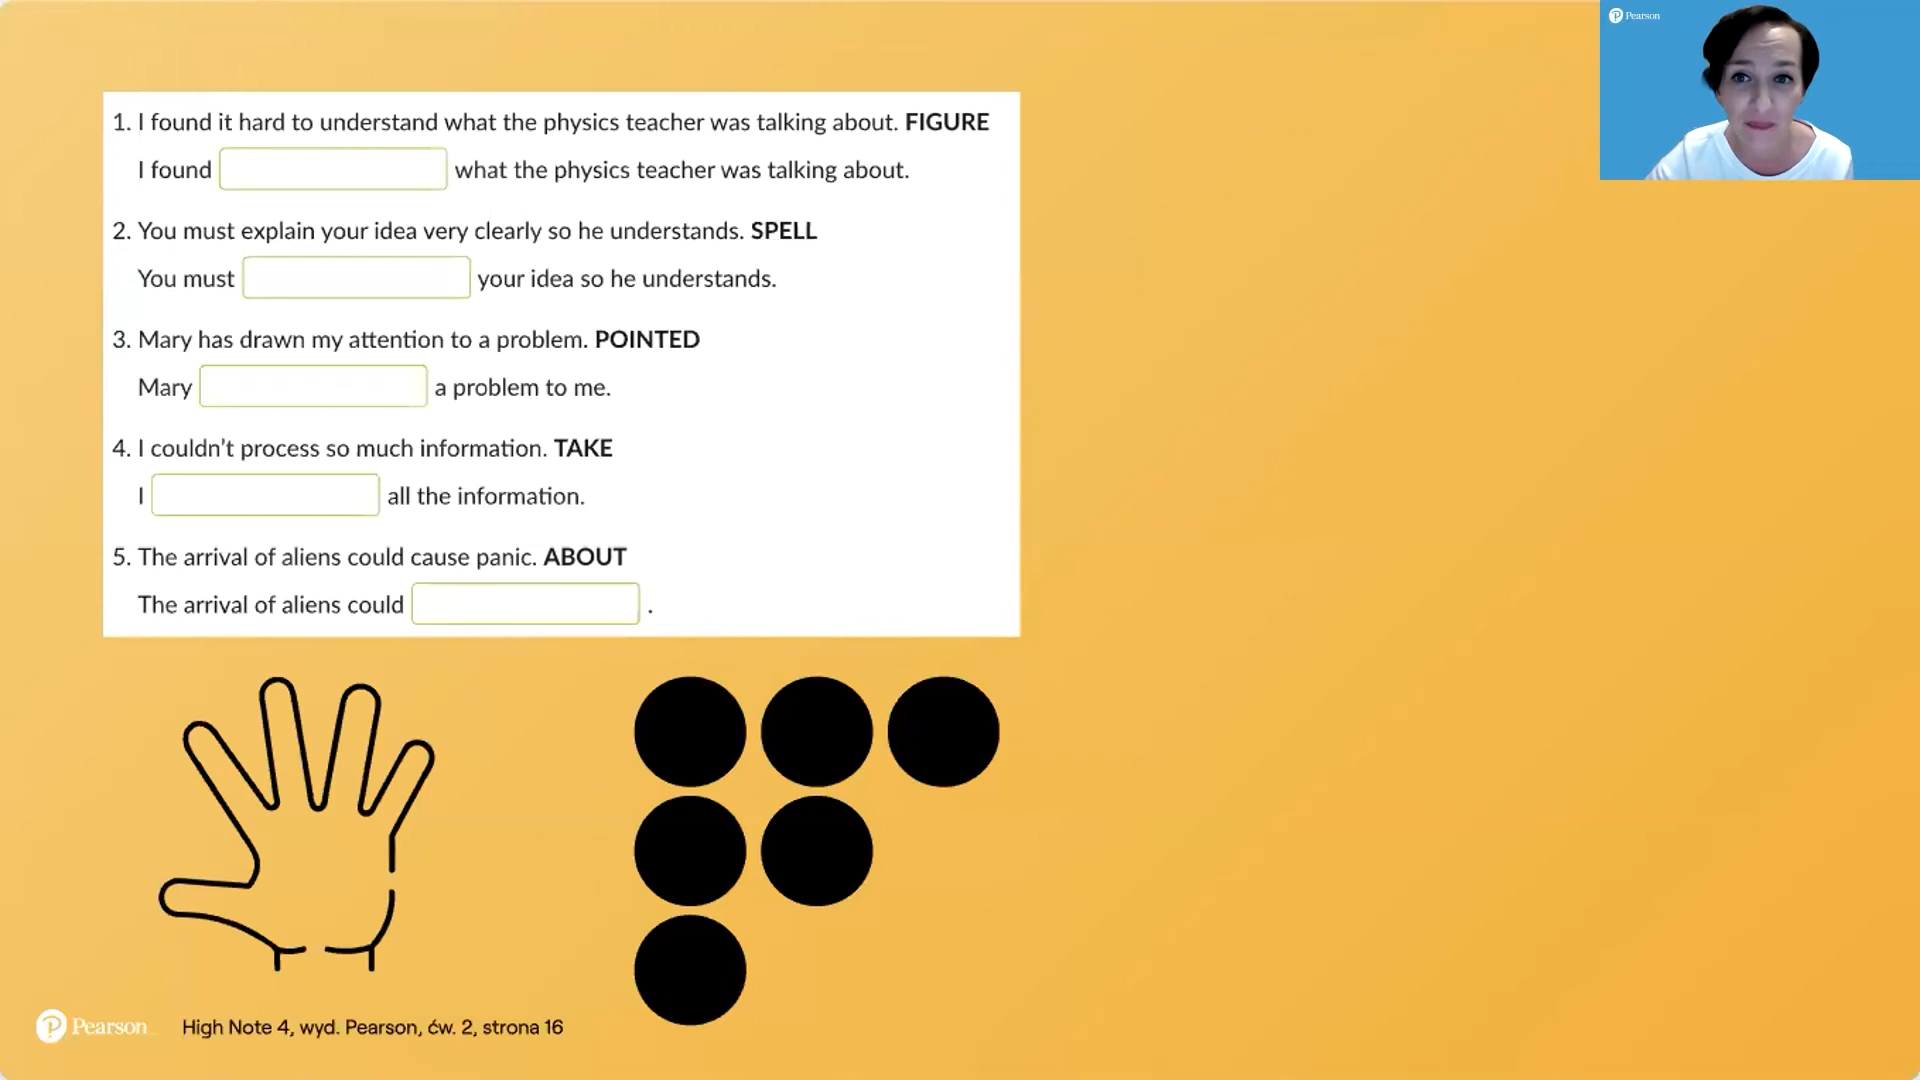 Pearson
1. I found it hard to understand what the physics teacher was talking about. FIGURE
I found what the physics teacher was talking about.
2. You must explain your idea very clearly so he understands. SPELL
You must your idea so he understands.
3. Mary has drawn my attention to a problem. POINTED
Mary a problem to me.
4. I couldn’t process so much information. TAKE
I all the information.
5. The arrival of aliens could cause panic. ABOUT
The arrival of aliens could .
Pearson
High Note 4, wyd. Pearson, ćw. 2, strona 16